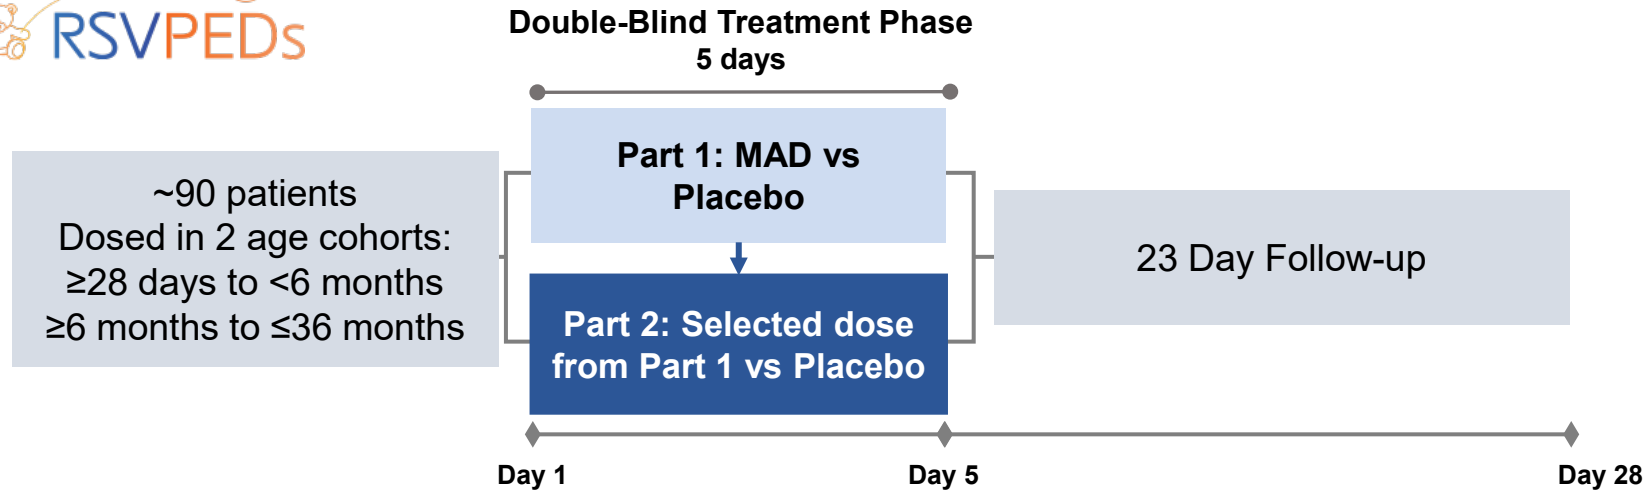 RSVPEDs
Double-Blind Treatment Phase
5 days
~90 patients
Dosed in 2 age cohorts:
≥28 days to <6 months
≥6 months to ≤36 months
Part 1: MAD vs
Placebo
Part 2: Selected dose
from Part 1 vs Placebo
23 Day Follow-up
Day 1
Day 5
Day 28